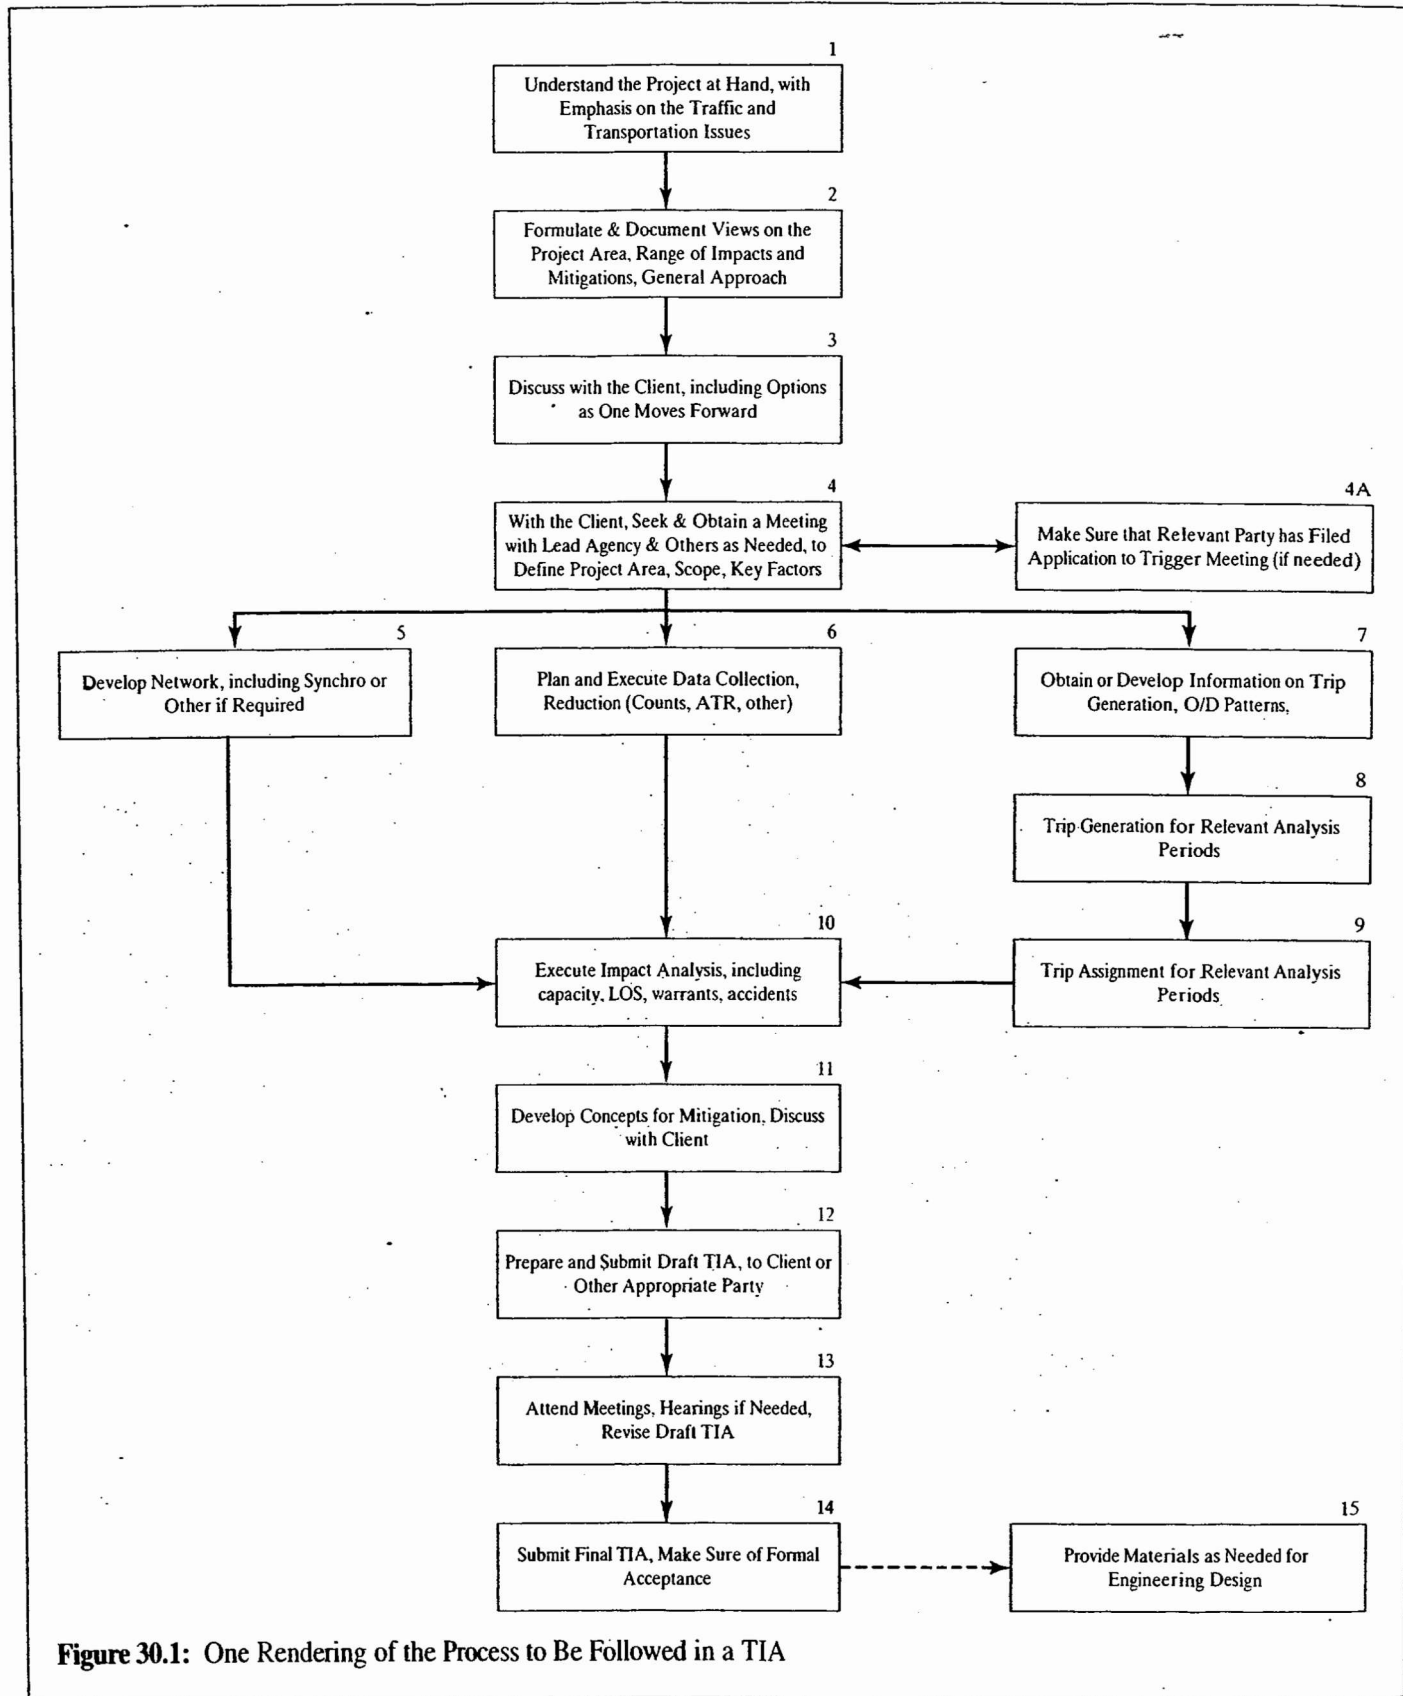 1
Understand the Project at Hand, with
Emphasis on the Traffic and
Transportation Issues
2
Formulate & Document Views on the
Project Area, Range of Impacts and
Mitigations, General Approach
3
Discuss with the Client, including Options
as One Moves Forward
4
With the Client, Seek & Obtain a Meeting
with Lead Agency & Others as Needed, to
Define Project Area, Scope, Key Factors
4A
Make Sure that Relevant Party has Filed
Application to Trigger Meeting (if needed)
5
Develop Network, including Synchro or
Other if Required
6
Plan and Execute Data Collection,
Reduction (Counts, ATR, other)
7
Obtain or Develop Information on Trip
Generation, O/D Patterns,
8
Trip Generation for Relevant Analysis
Periods
9
Trip Assignment for Relevant Analysis
Periods
10
Execute Impact Analysis, including
capacity, LOS, warrants, accidents
11
Develop Concepts for Mitigation, Discuss
with Client
12
Prepare and Submit Draft TIA, to Client or
Other Appropriate Party
13
Attend Meetings, Hearings if Needed,
Revise Draft TIA
14
Submit Final TIA, Make Sure of Formal
Acceptance
15
Provide Materials as Needed for
Engineering Design
Figure 30.1: One Rendering of the Process to Be Followed in a TIA